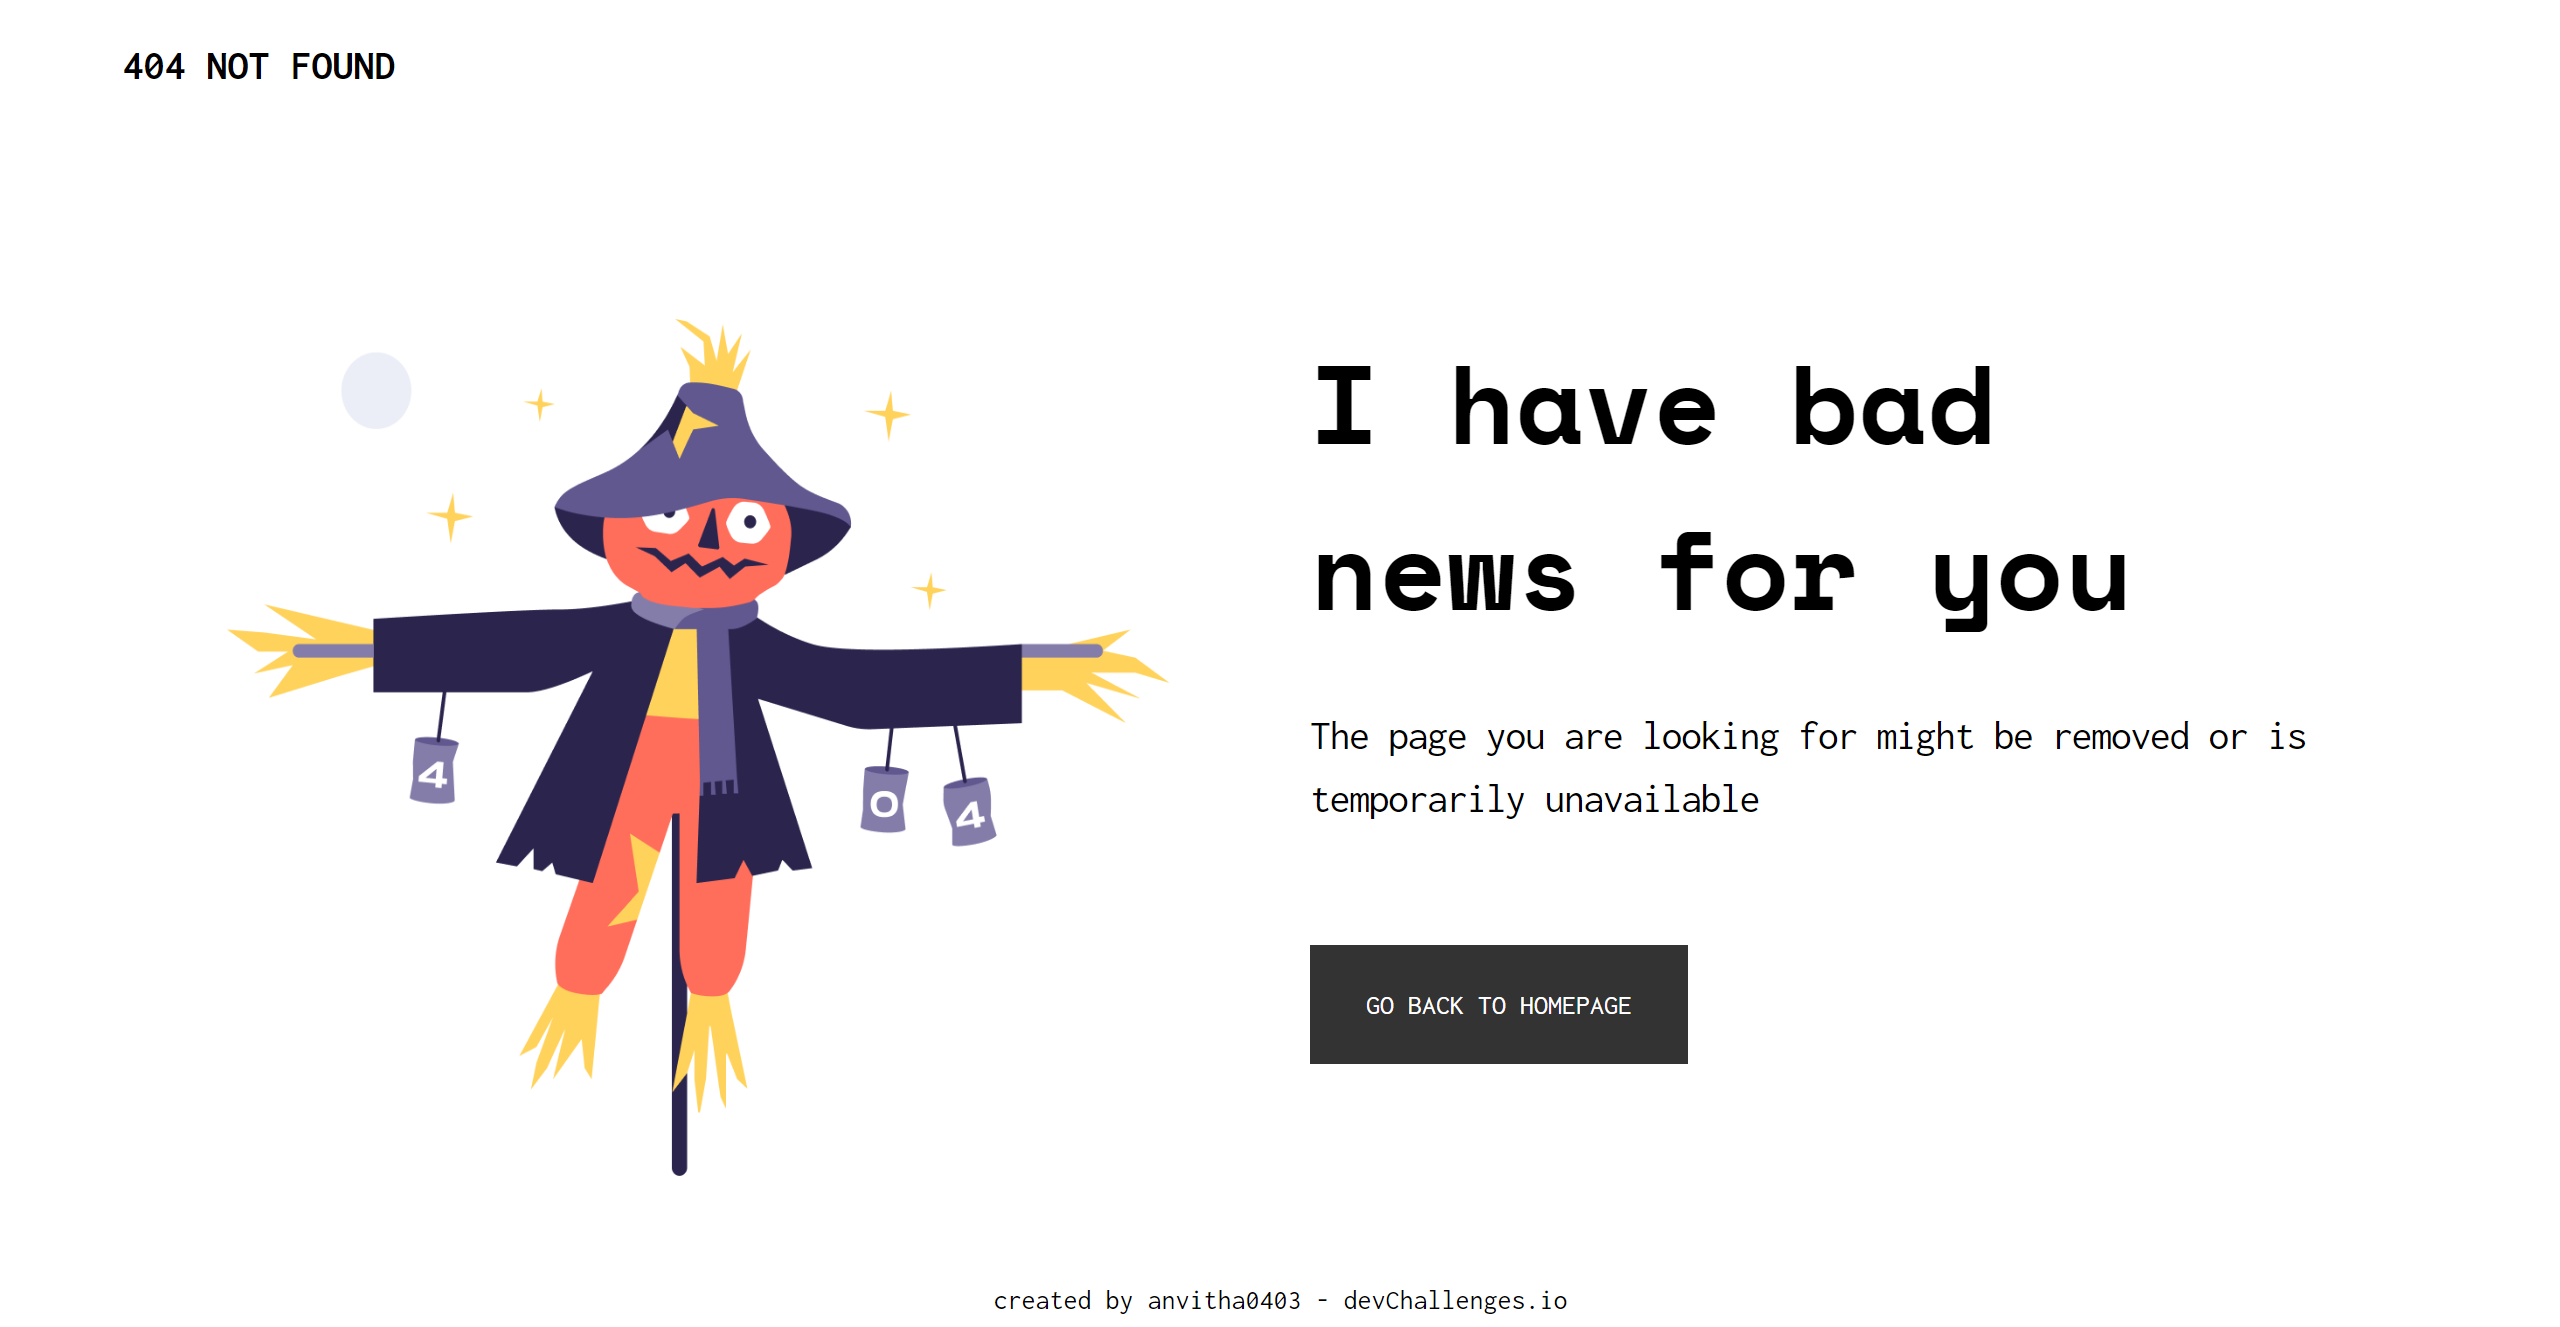 404 NOT FOUND
I have bad
news for you
The page you are looking for might be removed or is
temporarily unavailable
4
0
4
GO BACK TO HOMEPAGE
created by anvitha0403 - devChallenges.io